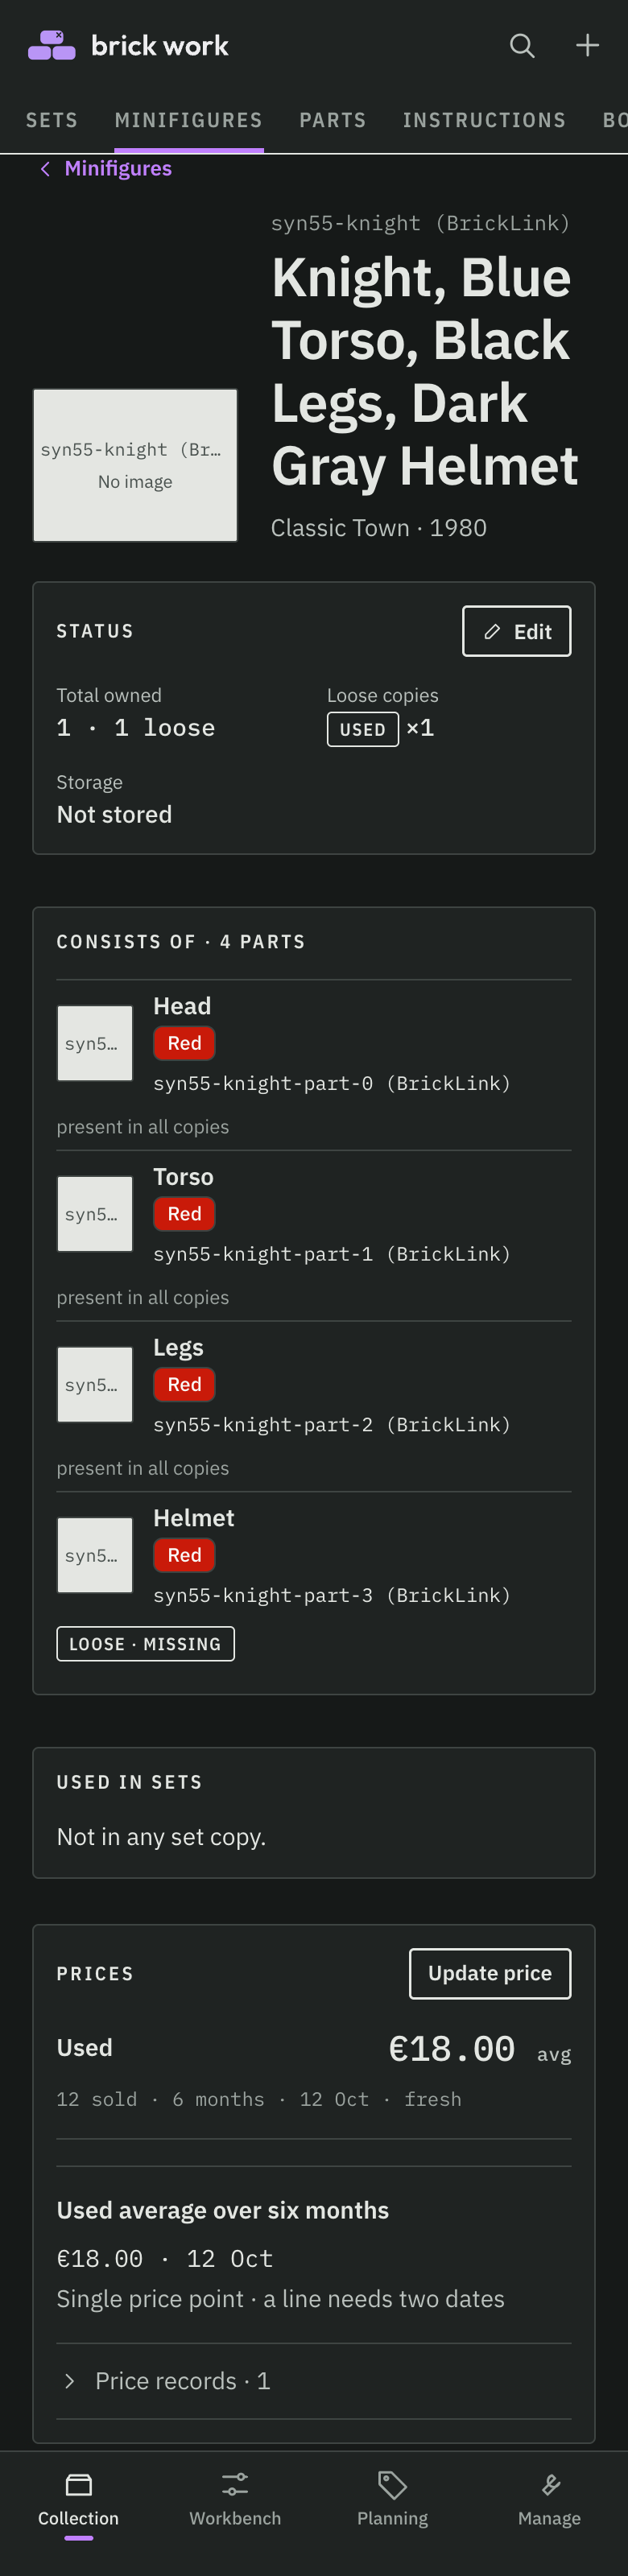 brick work
SETS MINIFIGURES PARTS INSTRUCTIONS BO
Minifigures
syn55-knight (BrickLink)
Knight, Blue
Torso, Black
Legs, Dark
Gray Helmet
Classic Town · 1980
syn55-knight (Br…
No image
STATUS
Edit
Total owned
1 · 1 loose
Loose copies
USED ×1
Storage
Not stored
CONSISTS OF · 4 PARTS
syn5…
Head
Red
syn55-knight-part-0 (BrickLink)
present in all copies
syn5…
Torso
Red
syn55-knight-part-1 (BrickLink)
present in all copies
syn5…
Legs
Red
syn55-knight-part-2 (BrickLink)
present in all copies
syn5…
Helmet
Red
syn55-knight-part-3 (BrickLink)
LOOSE · MISSING
USED IN SETS
Not in any set copy.
PRICES
Update price
Used
€18.00 avg
12 sold · 6 months · 12 Oct · fresh
Used average over six months
€18.00 · 12 Oct
Single price point · a line needs two dates
Price records · 1
Collection Workbench Planning Manage